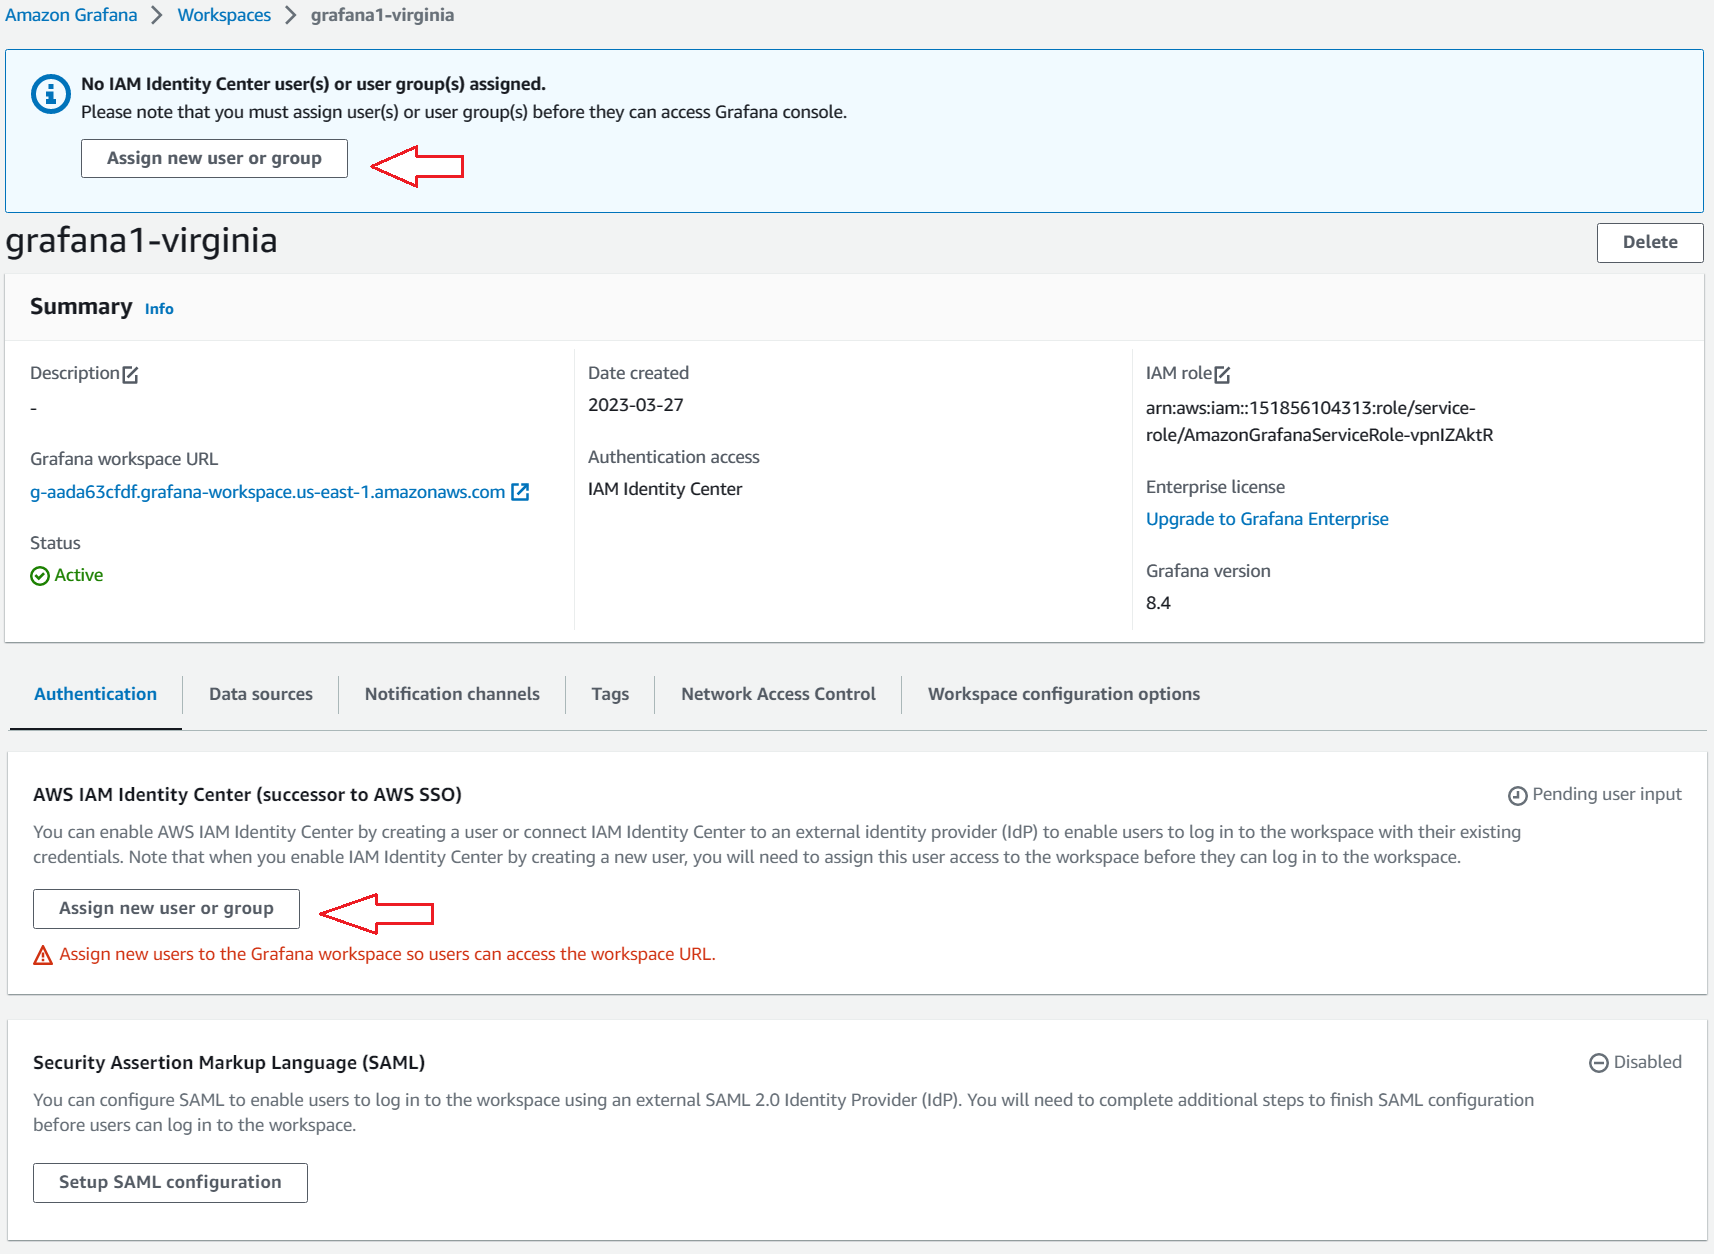 Amazon Grafana > Workspaces > grafana1-virginia
No IAM Identity Center user(s) or user group(s) assigned.
Please note that you must assign user(s) or user group(s) before they can access Grafana console.
Assign new user or group
grafana1-virginia
Delete
Summary Info
Description
-
Grafana workspace URL
g-aada63cfdf.grafana-workspace.us-east-1.amazonaws.com
Status
Active
Date created
2023-03-27
Authentication access
IAM Identity Center
IAM role
arn:aws:iam::151856104313:role/service-
role/AmazonGrafanaServiceRole-vpnIZAktR
Enterprise license
Upgrade to Grafana Enterprise
Grafana version
8.4
Authentication
Data sources
Notification channels
Tags
Network Access Control
Workspace configuration options
AWS IAM Identity Center (successor to AWS SSO)
Pending user input
You can enable AWS IAM Identity Center by creating a user or connect IAM Identity Center to an external identity provider (IdP) to enable users to log in to the workspace with their existing
credentials. Note that when you enable IAM Identity Center by creating a new user, you will need to assign this user access to the workspace before they can log in to the workspace.
Assign new user or group
Assign new users to the Grafana workspace so users can access the workspace URL.
Security Assertion Markup Language (SAML)
Disabled
You can configure SAML to enable users to log in to the workspace using an external SAML 2.0 Identity Provider (IdP). You will need to complete additional steps to finish SAML configuration
before users can log in to the workspace.
Setup SAML configuration